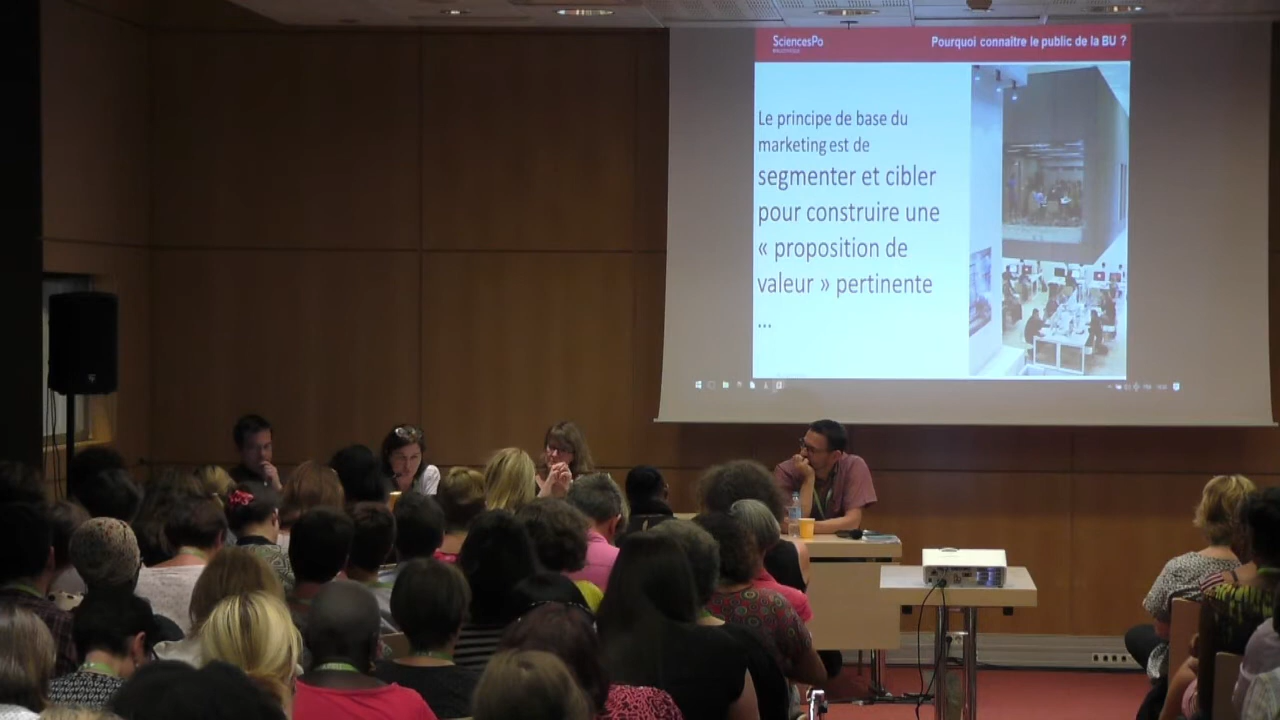 SciencesPo
Pourquoi connaître le public de la BU ?
Le principe de base du
marketing est de
segmenter et cibler
pour construire une
« proposition de
valeur » pertinente
...